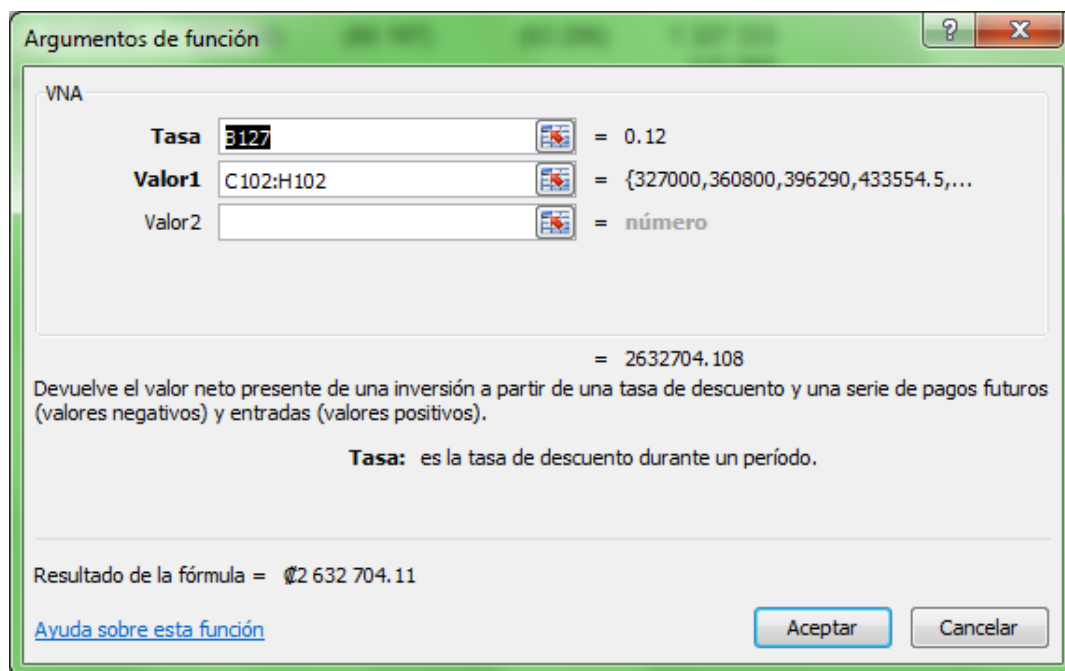 Argumentos de función
VNA
Tasa B127 = 0.12
Valor1 C102:H102 = {327000,360800,396290,433554.5,...
Valor2 = número
= 2632704.108
Devuelve el valor neto presente de una inversión a partir de una tasa de descuento y una serie de pagos futuros
(valores negativos) y entradas (valores positivos).
Tasa: es la tasa de descuento durante un período.
Resultado de la fórmula = ₡2 632 704.11
Ayuda sobre esta función
Aceptar
Cancelar